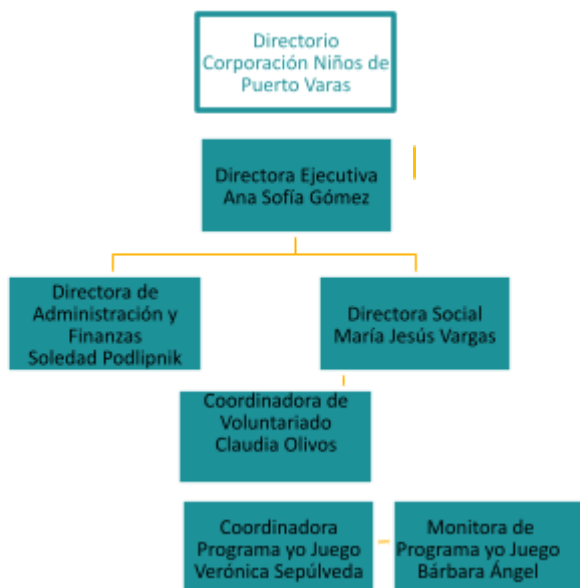 Directorio
Corporación Niños de
Puerto Varas
Directora Ejecutiva
Ana Sofía Gómez
Directora de
Administración y
Finanzas
Soledad Podlipnik
Directora Social
María Jesús Vargas
Coordinadora de
Voluntariado
Claudia Olivos
Coordinadora
Programa yo Juego
Verónica Sepúlveda
Monitora de
Programa yo Juego
Bárbara Ángel